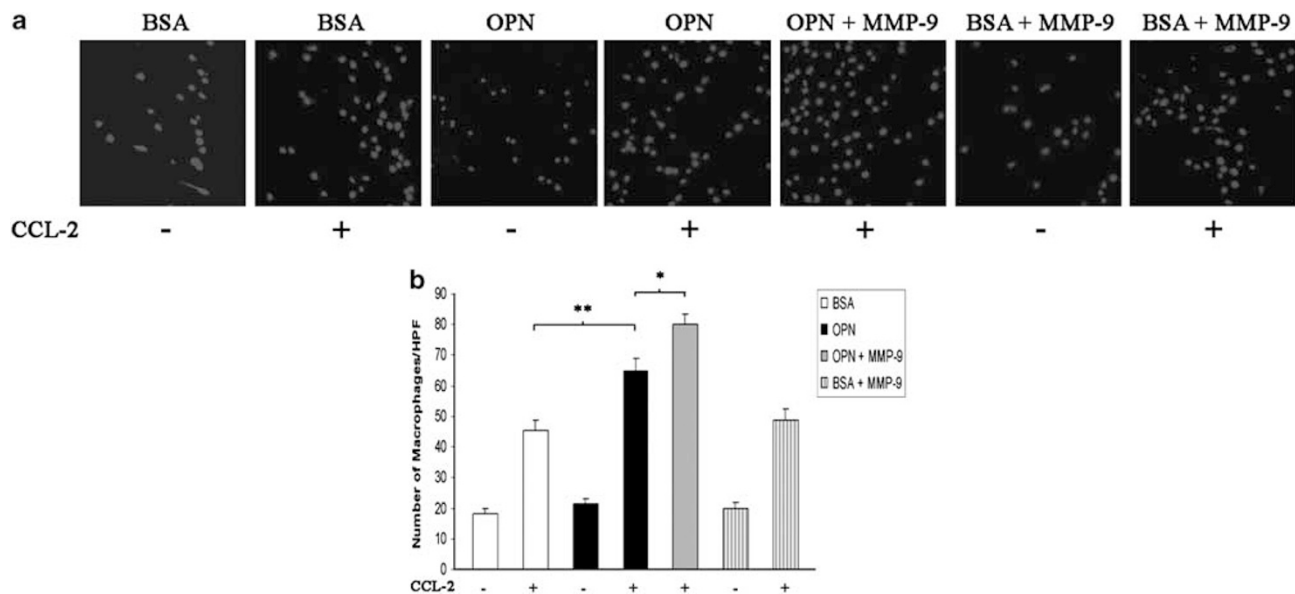 a BSA BSA OPN OPN OPN + MMP-9 BSA + MMP-9 BSA + MMP-9
CCL-2 - + - + + - +
b
Number of Macrophages/HPF
90
80
70
60
50
40
30
20
10
0
**
*
BSA
OPN
OPN + MMP-9
BSA + MMP-9
CCL-2 - + - + + - +